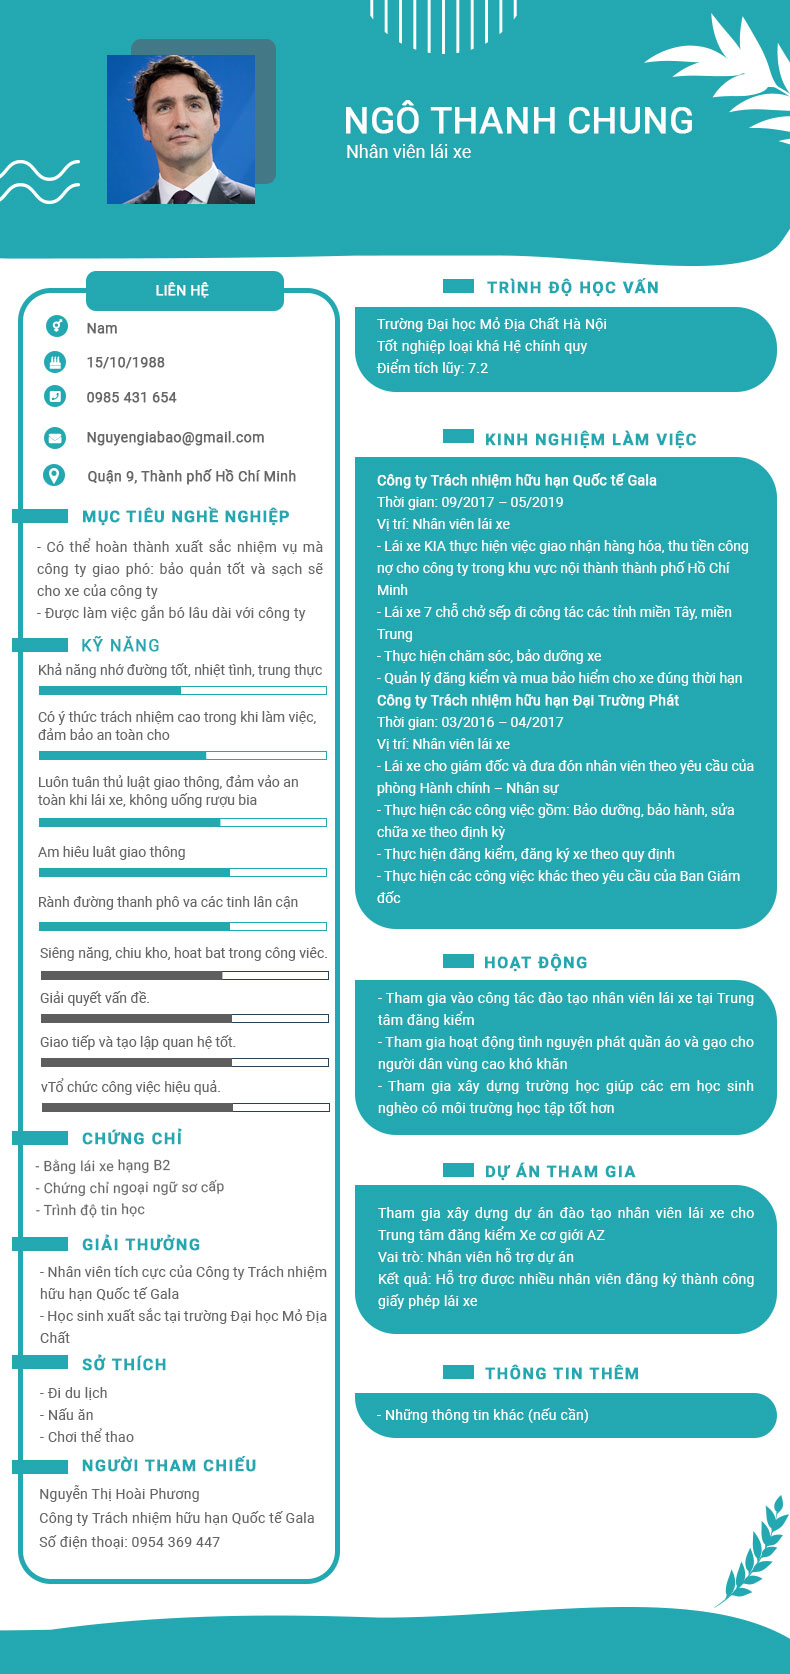 NGÔ THANH CHUNG
Nhân viên lái xe
LIÊN HỆ
Nam
15/10/1988
0985 431 654
Nguyengiabao@gmail.com
Quận 9, Thành phố Hồ Chí Minh
MỤC TIÊU NGHỀ NGHIỆP
- Có thể hoàn thành xuất sắc nhiệm vụ mà
công ty giao phó: bảo quản tốt và sạch sẽ
cho xe của công ty
- Được làm việc gắn bó lâu dài với công ty
KỸ NĂNG
Khả năng nhớ đường tốt, nhiệt tình, trung thực
Có ý thức trách nhiệm cao trong khi làm việc,
đảm bảo an toàn cho
Luôn tuân thủ luật giao thông, đảm vảo an
toàn khi lái xe, không uống rượu bia
Am hiêu luât giao thông
Rành đường thanh phô va các tinh lân cận
Siêng năng, chiu kho, hoat bat trong công viêc.
Giải quyết vấn đề.
Giao tiếp và tạo lập quan hệ tốt.
vTổ chức công việc hiệu quả.
CHỨNG CHỈ
- Bằng lái xe hạng B2
- Chứng chỉ ngoại ngữ sơ cấp
- Trình độ tin học
GIẢI THƯỞNG
- Nhân viên tích cực của Công ty Trách nhiệm
hữu hạn Quốc tế Gala
- Học sinh xuất sắc tại trường Đại học Mỏ Địa
Chất
SỞ THÍCH
- Đi du lịch
- Nấu ăn
- Chơi thể thao
NGƯỜI THAM CHIẾU
Nguyễn Thị Hoài Phương
Công ty Trách nhiệm hữu hạn Quốc tế Gala
Số điện thoại: 0954 369 447
TRÌNH ĐỘ HỌC VẤN
Trường Đại học Mỏ Địa Chất Hà Nội
Tốt nghiệp loại khá Hệ chính quy
Điểm tích lũy: 7.2
KINH NGHIỆM LÀM VIỆC
Công ty Trách nhiệm hữu hạn Quốc tế Gala
Thời gian: 09/2017 – 05/2019
Vị trí: Nhân viên lái xe
- Lái xe KIA thực hiện việc giao nhận hàng hóa, thu tiền công
nợ cho công ty trong khu vực nội thành thành phố Hồ Chí
Minh
- Lái xe 7 chỗ chở sếp đi công tác các tỉnh miền Tây, miền
Trung
- Thực hiện chăm sóc, bảo dưỡng xe
- Quản lý đăng kiểm và mua bảo hiểm cho xe đúng thời hạn
Công ty Trách nhiệm hữu hạn Đại Trường Phát
Thời gian: 03/2016 – 04/2017
Vị trí: Nhân viên lái xe
- Lái xe cho giám đốc và đưa đón nhân viên theo yêu cầu của
phòng Hành chính – Nhân sự
- Thực hiện các công việc gồm: Bảo dưỡng, bảo hành, sửa
chữa xe theo định kỳ
- Thực hiện đăng kiểm, đăng ký xe theo quy định
- Thực hiện các công việc khác theo yêu cầu của Ban Giám
đốc
HOẠT ĐỘNG
- Tham gia vào công tác đào tạo nhân viên lái xe tại Trung
tâm đăng kiểm
- Tham gia hoạt động tình nguyện phát quần áo và gạo cho
người dân vùng cao khó khăn
- Tham gia xây dựng trường học giúp các em học sinh
nghèo có môi trường học tập tốt hơn
DỰ ÁN THAM GIA
Tham gia xây dựng dự án đào tạo nhân viên lái xe cho
Trung tâm đăng kiểm Xe cơ giới AZ
Vai trò: Nhân viên hỗ trợ dự án
Kết quả: Hỗ trợ được nhiều nhân viên đăng ký thành công
giấy phép lái xe
THÔNG TIN THÊM
- Những thông tin khác (nếu cần)